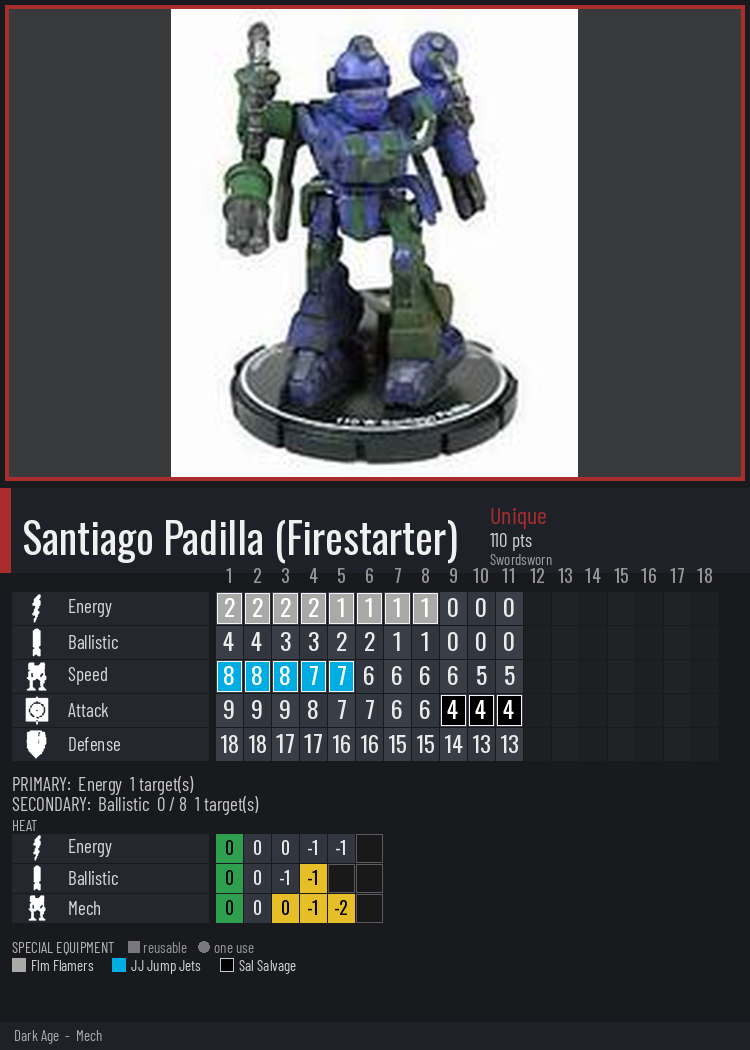 Santiago Padilla (Firestarter)
Unique
110 pts
Swordsworn
1 2 3 4 5 6 7 8 9 10 11 12 13 14 15 16 17 18
Energy 2 2 2 2 1 1 1 1 0 0 0
Ballistic 4 4 3 3 2 2 1 1 0 0 0
Speed 8 8 8 7 7 6 6 6 6 5 5
Attack 9 9 9 8 7 7 6 6 4 4 4
Defense 18 18 17 17 16 16 15 15 14 13 13
PRIMARY: Energy 1 target(s)
SECONDARY: Ballistic 0 / 8 1 target(s)
HEAT
Energy 0 0 0 -1 -1
Ballistic 0 0 -1 -1
Mech 0 0 0 -1 -2
SPECIAL EQUIPMENT reusable one use
Flm Flamers JJ Jump Jets Sal Salvage
Dark Age - Mech